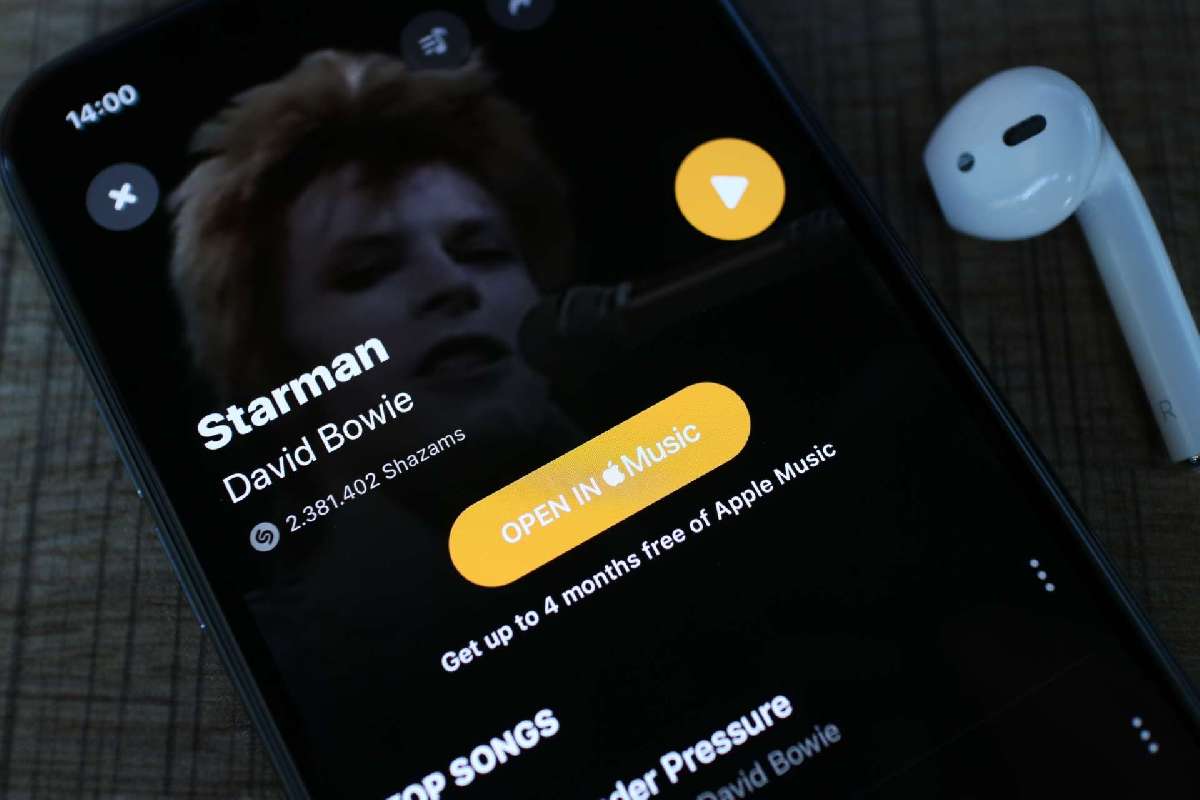 14:00
Starman
David Bowie
2.381.402 Shazams
OPEN IN Music
Get up to 4 months free of Apple Music
TOP SONGS
der Pressure
David Bowie
R